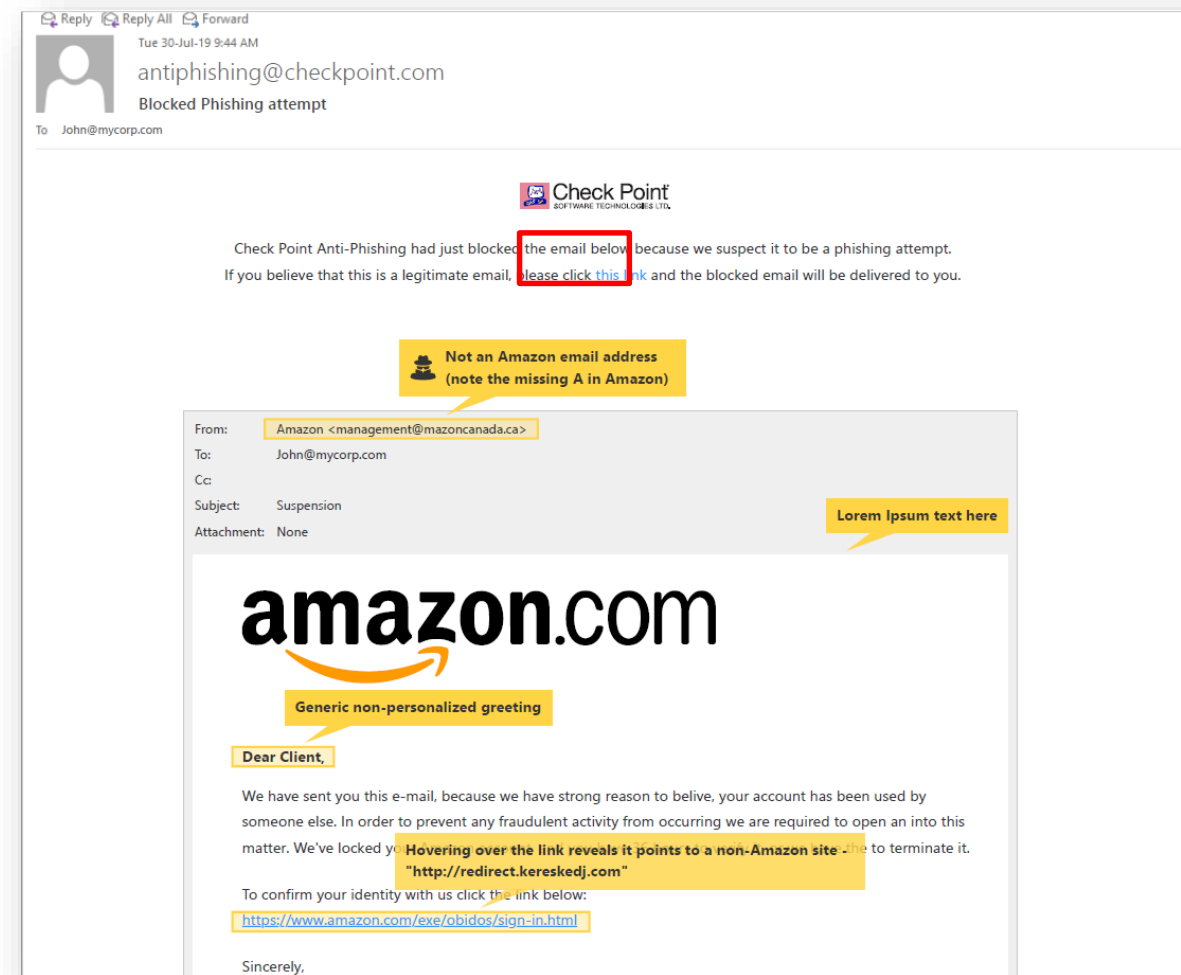 Reply Reply All Forward
Tue 30-Jul-19 9:44 AM
antiphishing@checkpoint.com
Blocked Phishing attempt
To John@mycorp.com
Check Point
SOFTWARE TECHNOLOGIES LTD.
Check Point Anti-Phishing had just blocked the email below because we suspect it to be a phishing attempt.
If you believe that this is a legitimate email, please click this link and the blocked email will be delivered to you.
Not an Amazon email address
(note the missing A in Amazon)
From: Amazon <management@mazoncanada.ca>
To: John@mycorp.com
Cc:
Subject: Suspension
Attachment: None
Lorem Ipsum text here
amazon.com
Generic non-personalized greeting
Dear Client,
We have sent you this e-mail, because we have strong reason to belive, your account has been used by
someone else. In order to prevent any fraudulent activity from occurring we are required to open an into this
matter. We've locked to terminate it.
Hovering over the link reveals it points to a non-Amazon site -
"http://redirect.kereskedj.com"
To confirm your identity with us click the link below:
https://www.amazon.com/exe/obidos/sign-in.html
Sincerely,